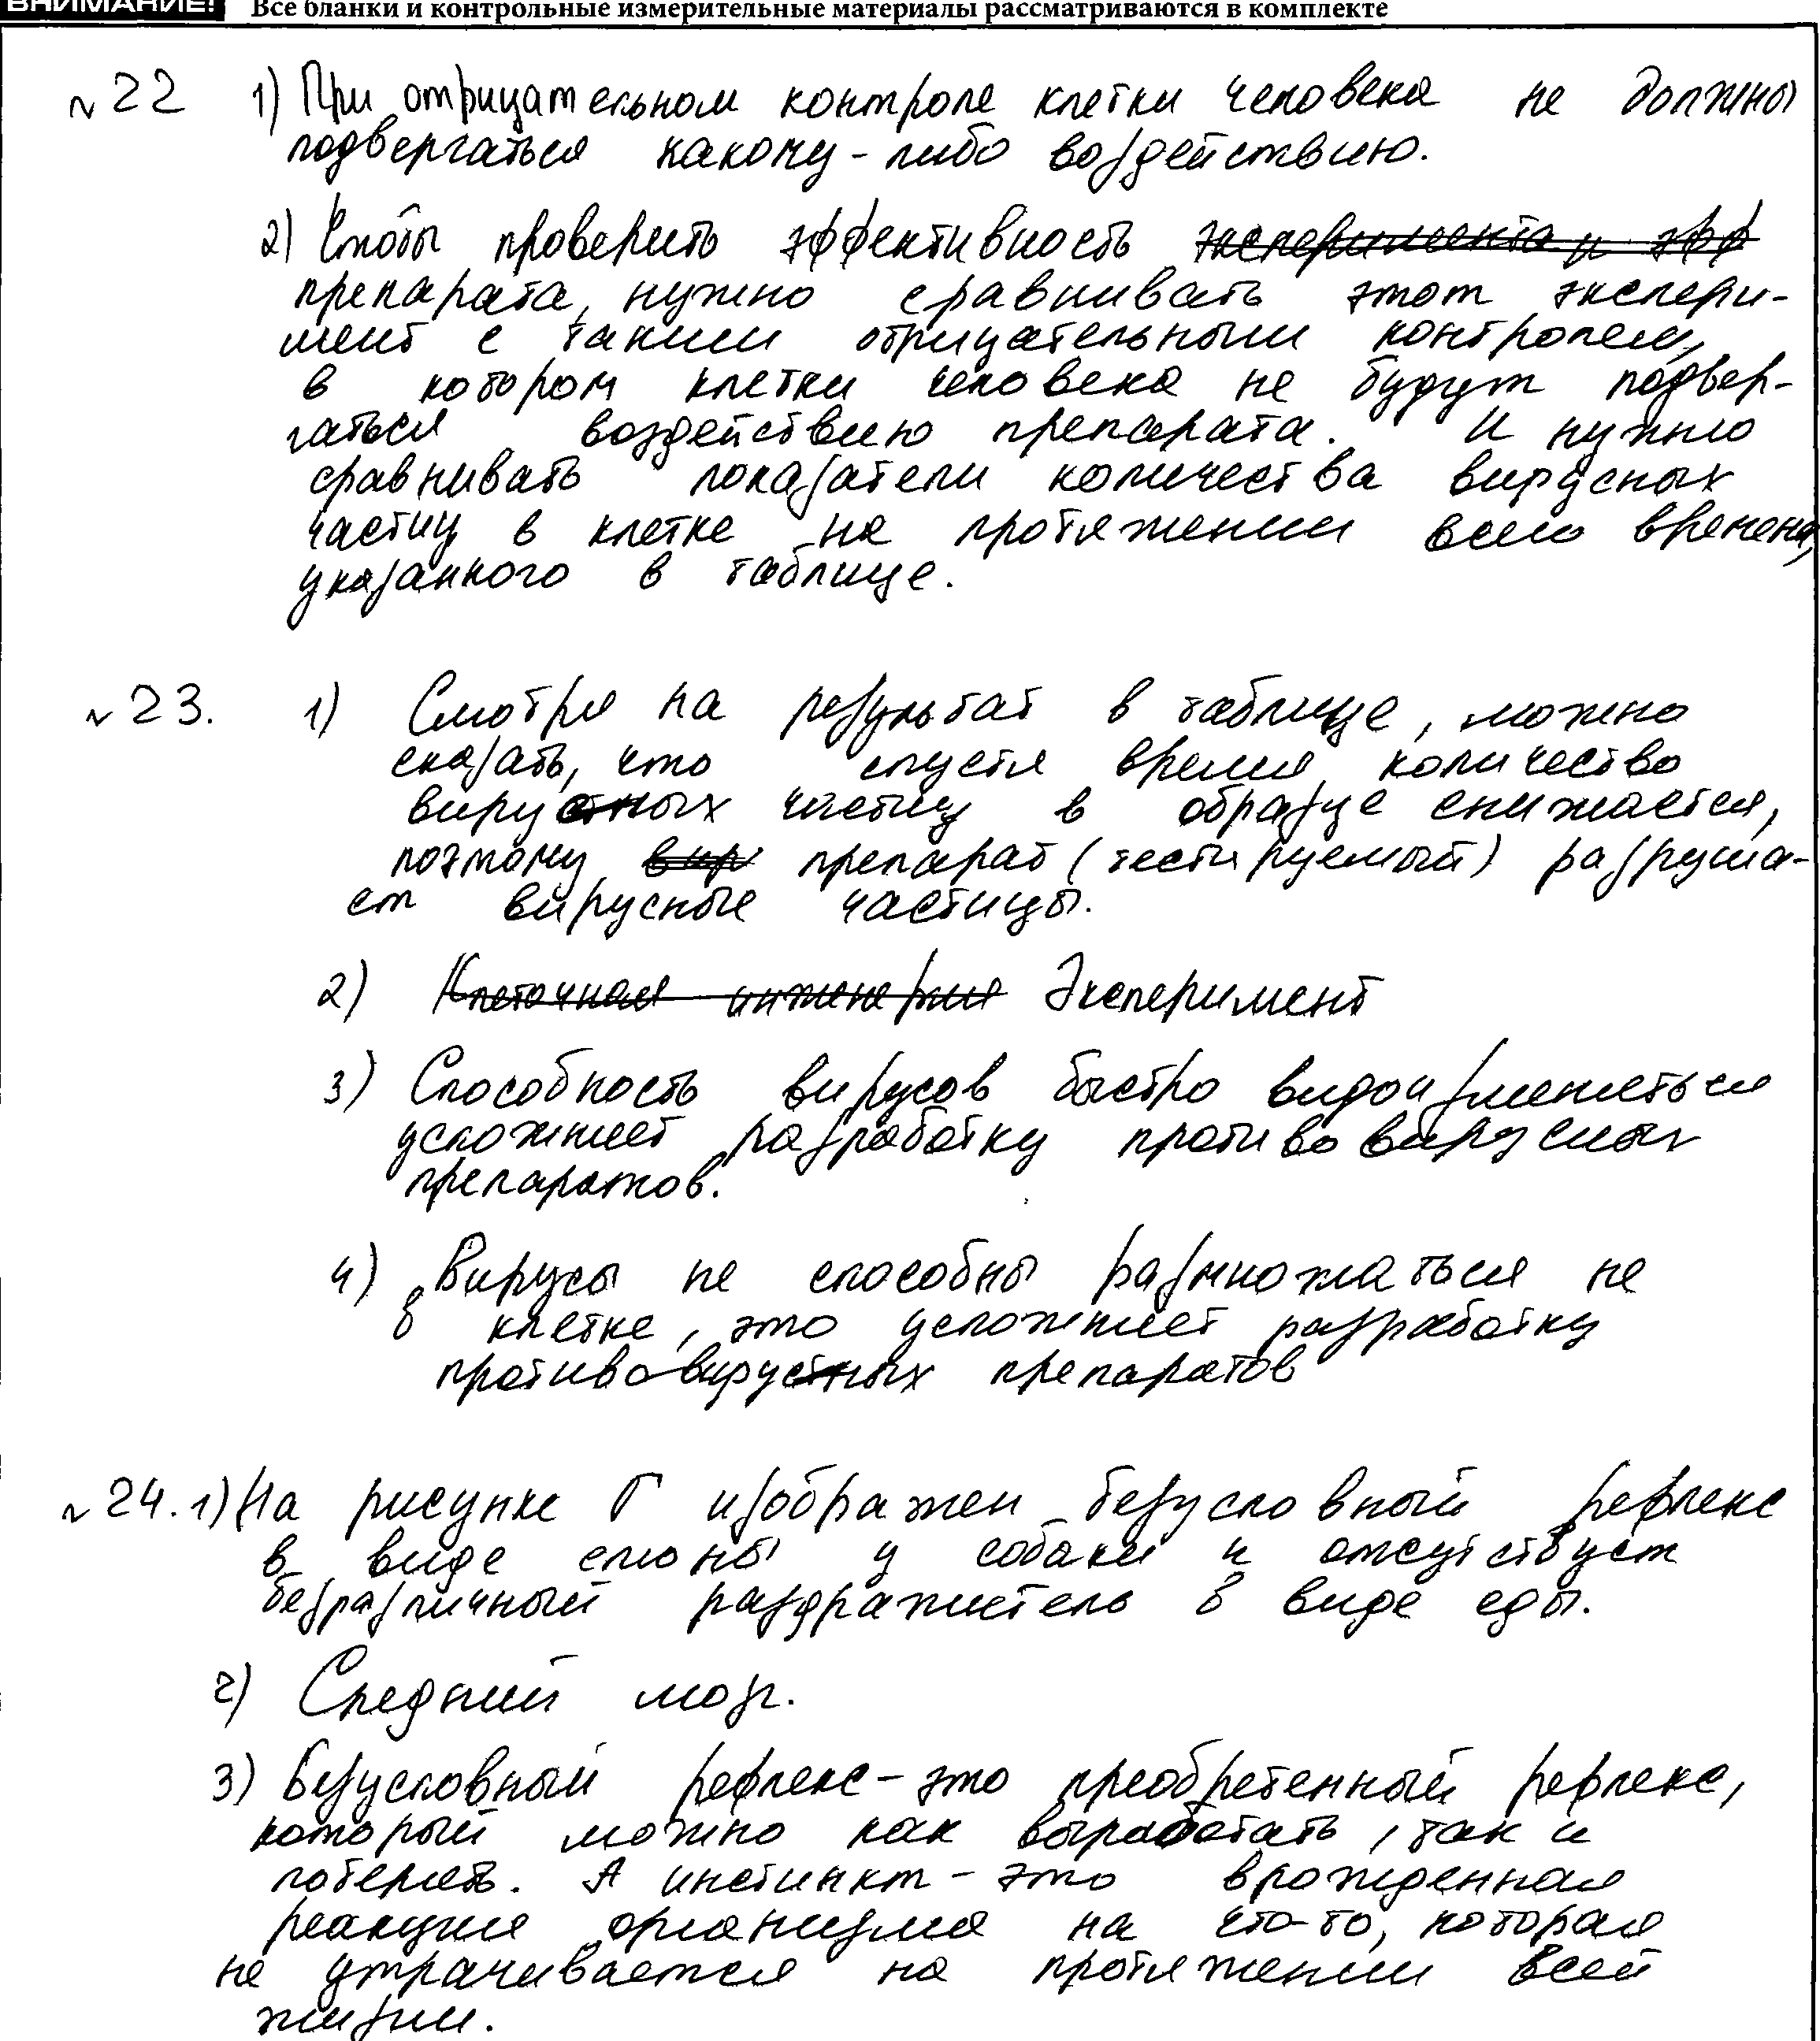 ВНИМАНИЕ! Все бланки и контрольные измерительные материалы рассматриваются в комплекте
№22 1) При отрицательном контроле клетки человека не должны
подвергаться какому-либо воздействию.
2) Чтобы проверить эффективность эксперимента и эфф
препарата, нужно сравнивать этот экспери-
мент с таким отрицательным контролем,
в котором клетки человека не будут подвер-
гаться воздействию препарата. И нужно
сравнивать показатели количества вирусных
частиц в клетке на протяжении всего времени,
указанного в таблице.
№23. 1) Смотря на результат в таблице, можно
сказать, что спустя время количество
вирусных частиц в образце снижается,
поэтому вир препарат (тестируемый) разруша-
ет вирусные частицы.
2) Клеточная инженерия Эксперимент
3) Способность вирусов быстро видоизменяться
усложняет разработку противовирусных
препаратов.
4) Вирусы не способны размножаться не
в клетке, это усложняет разработку
противовирусных препаратов
№24. 1) На рисунке Г изображен безусловный рефлекс
в виде слюны у собаки и отсутствует
безразличный раздражитель в виде еды.
2) Средний мозг.
3) Безусловный рефлекс - это преобретенный рефлекс,
который можно как выработать, так и
потерять. А инстинкт - это врожденная
реакция организма на что-то, которая
не утрачивается на протяжении всей
жизни.